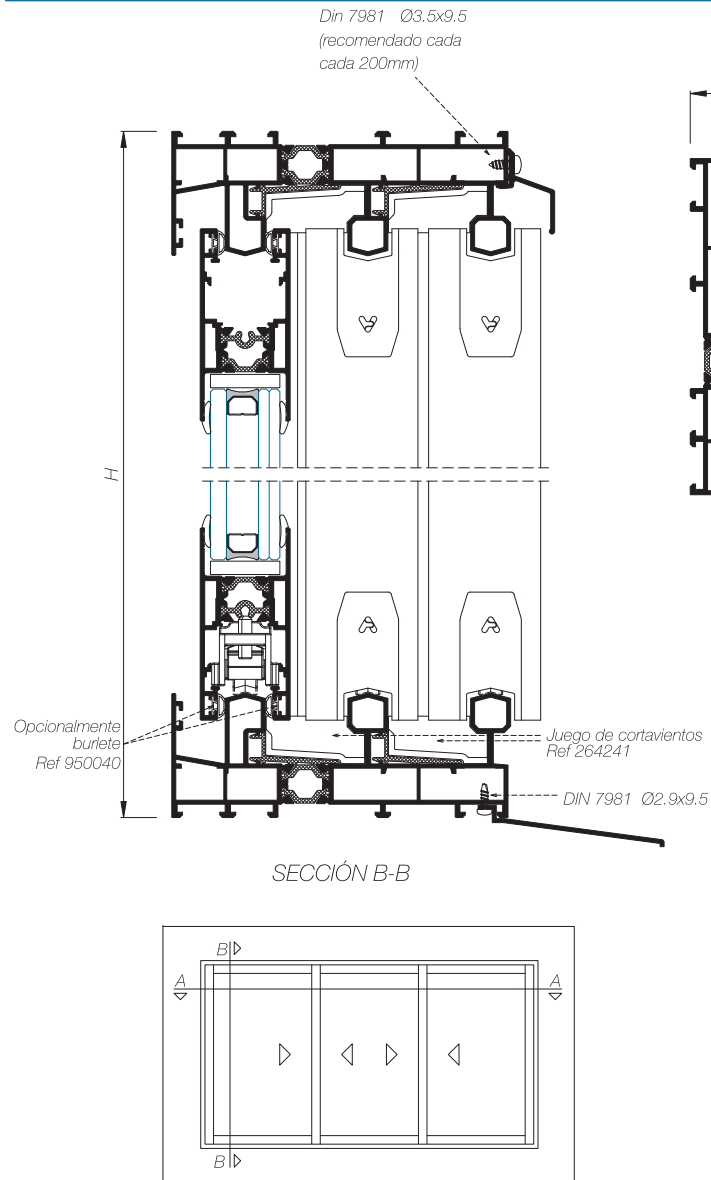 Din 7981 Ø3.5x9.5
(recomendado cada
cada 200mm)
H
Opcionalmente
burlete
Ref 950040
Juego de cortavientos
Ref 264241
DIN 7981 Ø2.9x9.5
SECCIÓN B-B
B
A
A
B